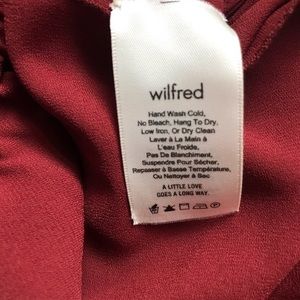 wilfred
Hand Wash Cold,
No Bleach, Hang To Dry,
Low Iron, Or Dry Clean
Laver à La Main à
L'eau Froide,
Pas De Blanchiment,
Suspendre Pour Sécher,
Repasser à Basse Température,
Ou Nettoyer à Sec
A LITTLE LOVE
GOES A LONG WAY.